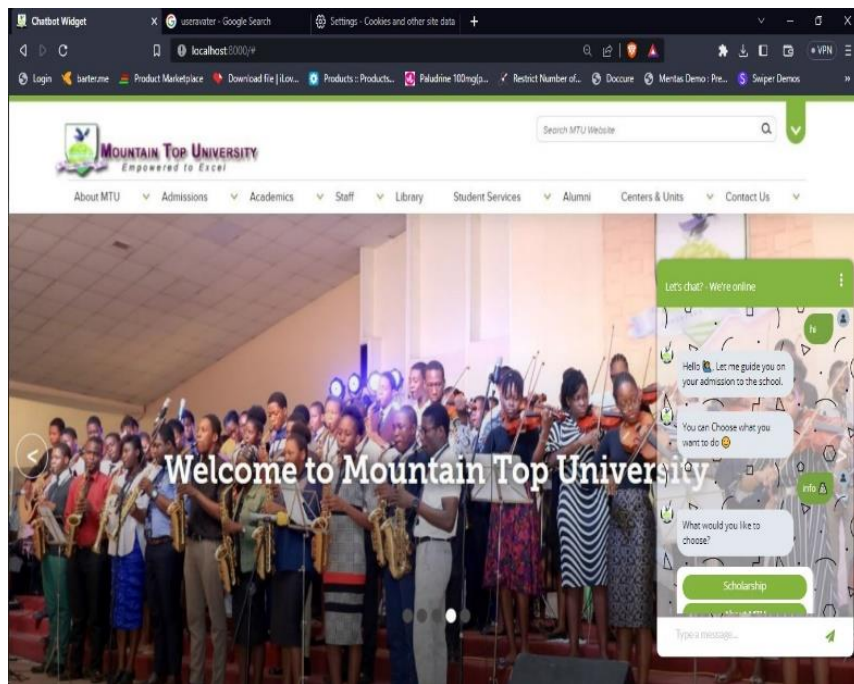 Chatbot Widget
useravater - Google Search
Settings - Cookies and other site data
localhost:8000/#
VPN
Login
barter.me
Product Marketplace
Download file | iLov...
Products :: Products...
Paludrine 100mg(p...
Restrict Number of...
Doccure
Mentas Demo : Pre...
Swiper Demos
MOUNTAIN TOP UNIVERSITY
Empowered to Excel
Search MTU Website
About MTU
Admissions
Academics
Staff
Library
Student Services
Alumni
Centers & Units
Contact Us
Welcome to Mountain Top University
Let's chat? - We're online
hi
Hello 🙋. Let me guide you on
your admission to the school.
You can Choose what you
want to do 😊
info
What would you like to
choose?
Scholarship
About MTU
Type a message...